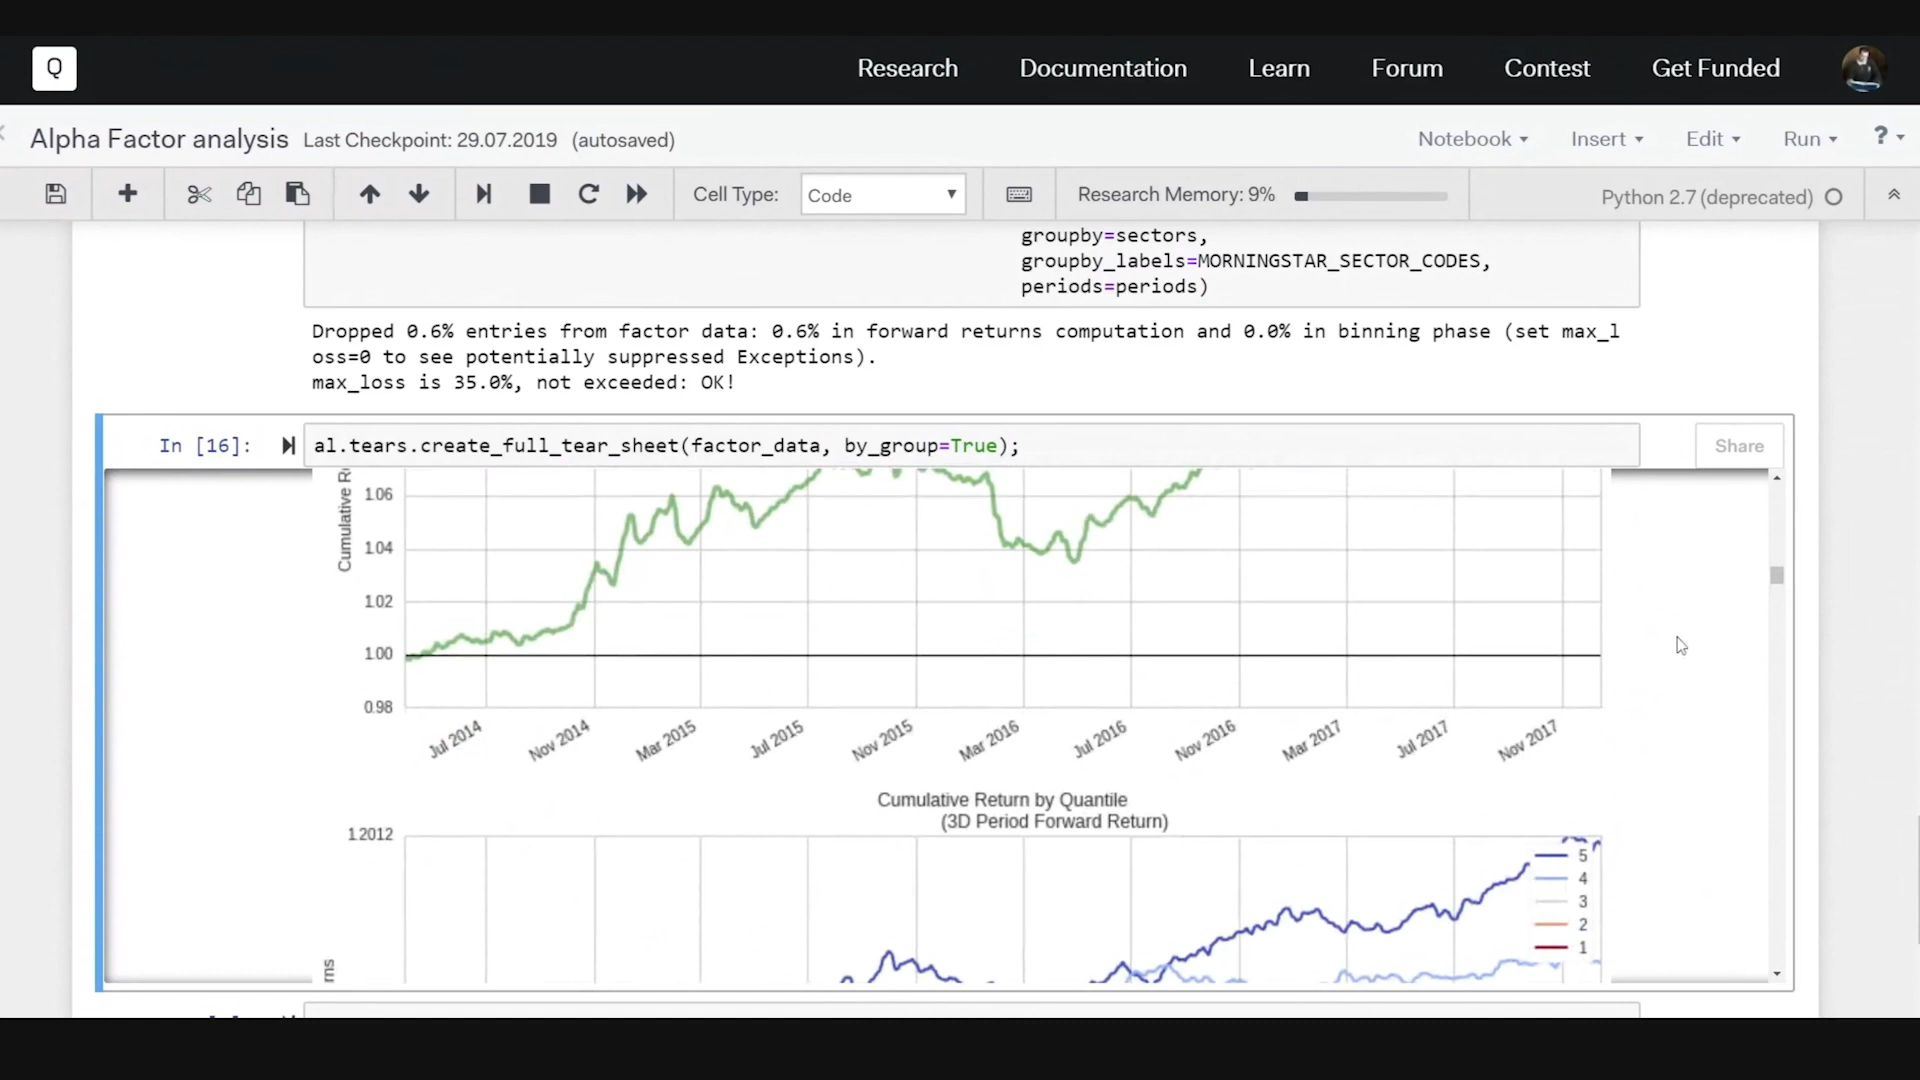 Q
Research Documentation Learn Forum Contest Get Funded
Alpha Factor analysis Last Checkpoint: 29.07.2019 (autosaved) Notebook Insert Edit Run ?
Cell Type: Code Research Memory: 9% Python 2.7 (deprecated)
groupby=sectors,
groupby_labels=MORNINGSTAR_SECTOR_CODES,
periods=periods)
Dropped 0.6% entries from factor data: 0.6% in forward returns computation and 0.0% in binning phase (set max_l
oss=0 to see potentially suppressed Exceptions).
max_loss is 35.0%, not exceeded: OK!
In [16]: al.tears.create_full_tear_sheet(factor_data, by_group=True); Share
Cumulative R
1.06
1.04
1.02
1.00
0.98
Jul 2014 Nov 2014 Mar 2015 Jul 2015 Nov 2015 Mar 2016 Jul 2016 Nov 2016 Mar 2017 Jul 2017 Nov 2017
Cumulative Return by Quantile
(3D Period Forward Return)
1.2012
5
4
3
2
1
rns